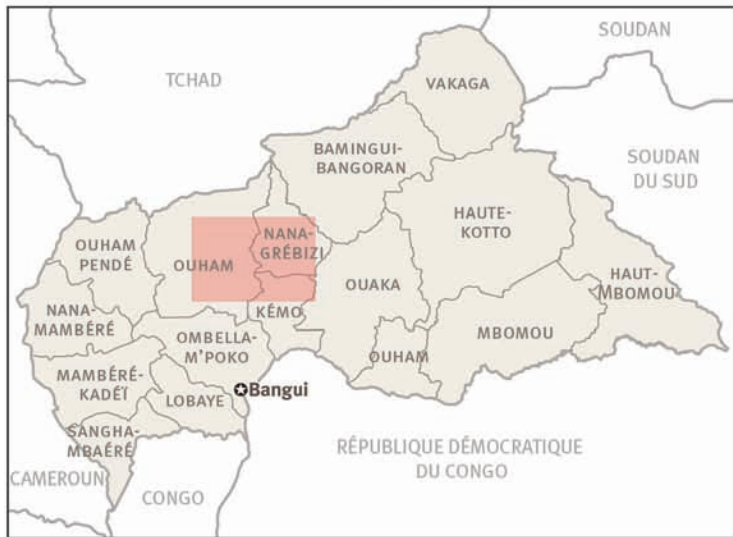 SOUDAN
TCHAD
VAKAGA
BAMINGUI-
BANGORAN
SOUDAN
DU SUD
HAUTE-
KOTTO
NANA-
GRÉBIZI
OUHAM
PENDÉ
OUHAM
HAUT-
MBOMOU
OUAKA
NANA-
MAMBÉRÉ
KÉMO
OMBELLA-
M'POKO
MBOMOU
OUHAM
MAMBÉRÉ-
KADÉÏ
LOBAYE
Bangui
SANGHA-
MBAÉRÉ
RÉPUBLIQUE DÉMOCRATIQUE
DU CONGO
CAMEROUN
CONGO